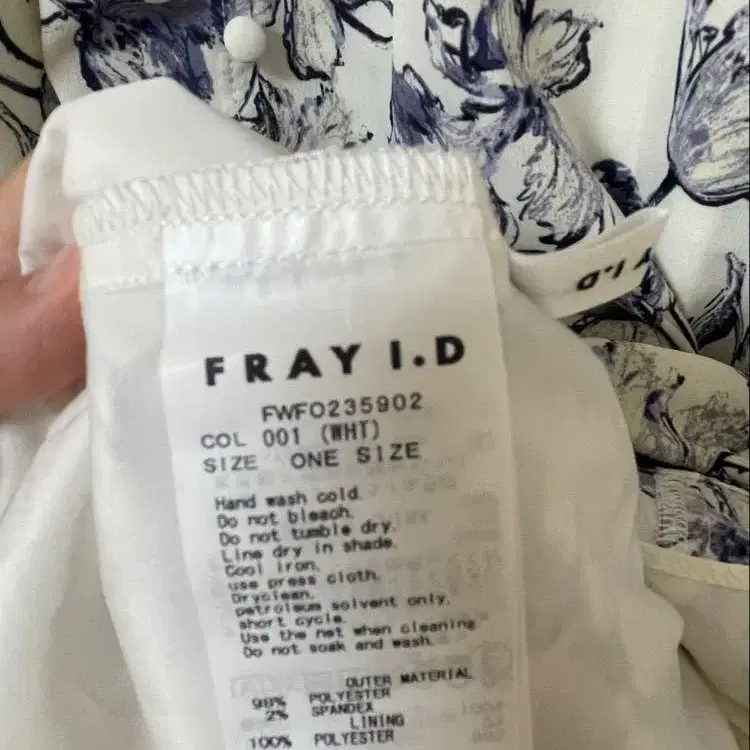 FRAY I.D
FWFO235902
COL 001 (WHT)
SIZE ONE SIZE
Hand wash cold.
Do not bleach.
Do not tumble dry.
Line dry in shade.
Cool iron.
use press cloth.
Dryclean.
petroleum solvent only.
short cycle.
Use the net when cleaning
Do not soak and wash.
OUTER MATERIAL
98% POLYESTER
2% SPANDEX
LINING
100% POLYESTER
Y I.D